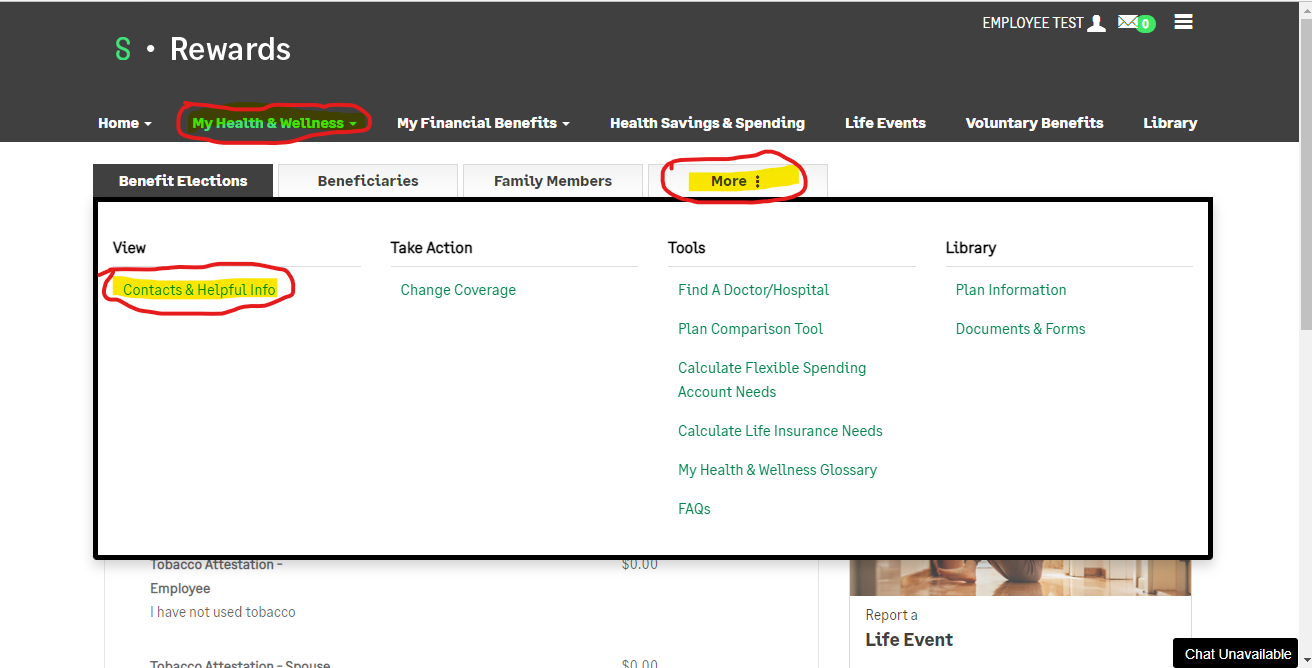 EMPLOYEE TEST 0
S • Rewards
Home My Health & Wellness My Financial Benefits Health Savings & Spending Life Events Voluntary Benefits Library
Benefit Elections Beneficiaries Family Members More
View Take Action Tools Library
Contacts & Helpful Info Change Coverage Find A Doctor/Hospital Plan Information
Plan Comparison Tool Documents & Forms
Calculate Flexible Spending
Account Needs
Calculate Life Insurance Needs
My Health & Wellness Glossary
FAQs
Tobacco Attestation - $0.00
Employee
I have not used tobacco
Report a
Life Event
Tobacco Attestation - Spouse $0.00
Chat Unavailable